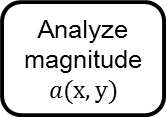 Analyze
magnitude
a(x, y)